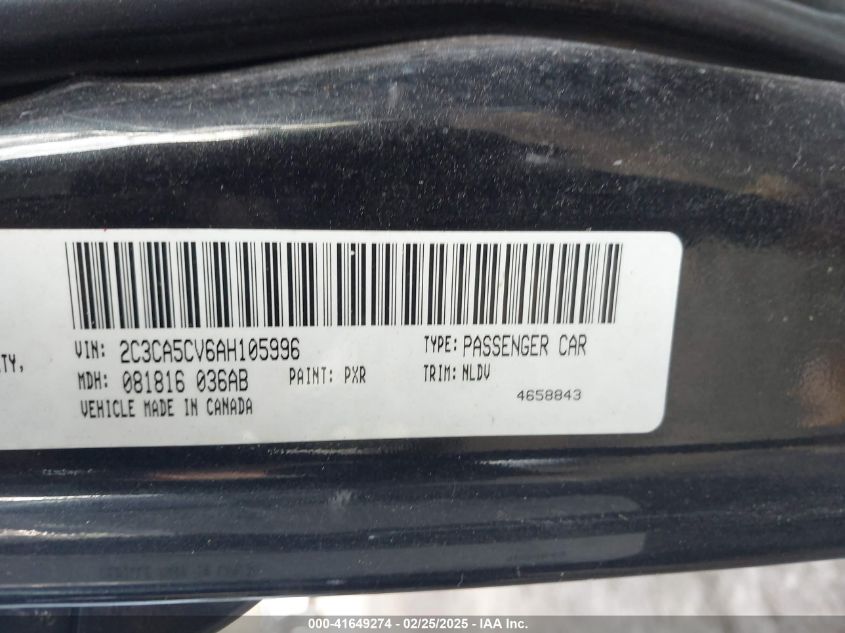 ITY,
VIN: 2C3CA5CV6AH105996 TYPE: PASSENGER CAR
MDH: 081816 036AB PAINT: PXR TRIM: NLDV
VEHICLE MADE IN CANADA 4658843
000-41649274 - 02/25/2025 - IAA Inc.